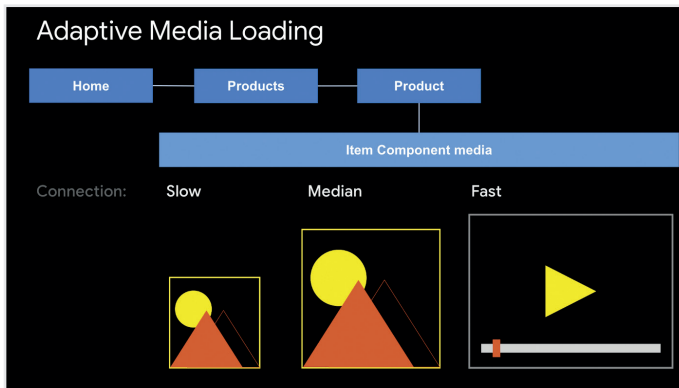 Adaptive Media Loading
Home Products Product
Item Component media
Connection: Slow Median Fast